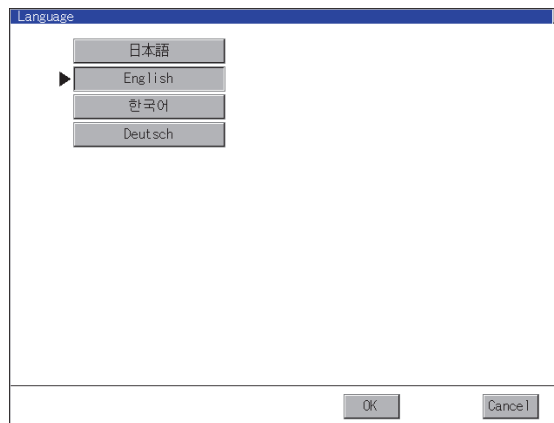 Language
日本語
English
한국어
Deutsch
OK
Cancel